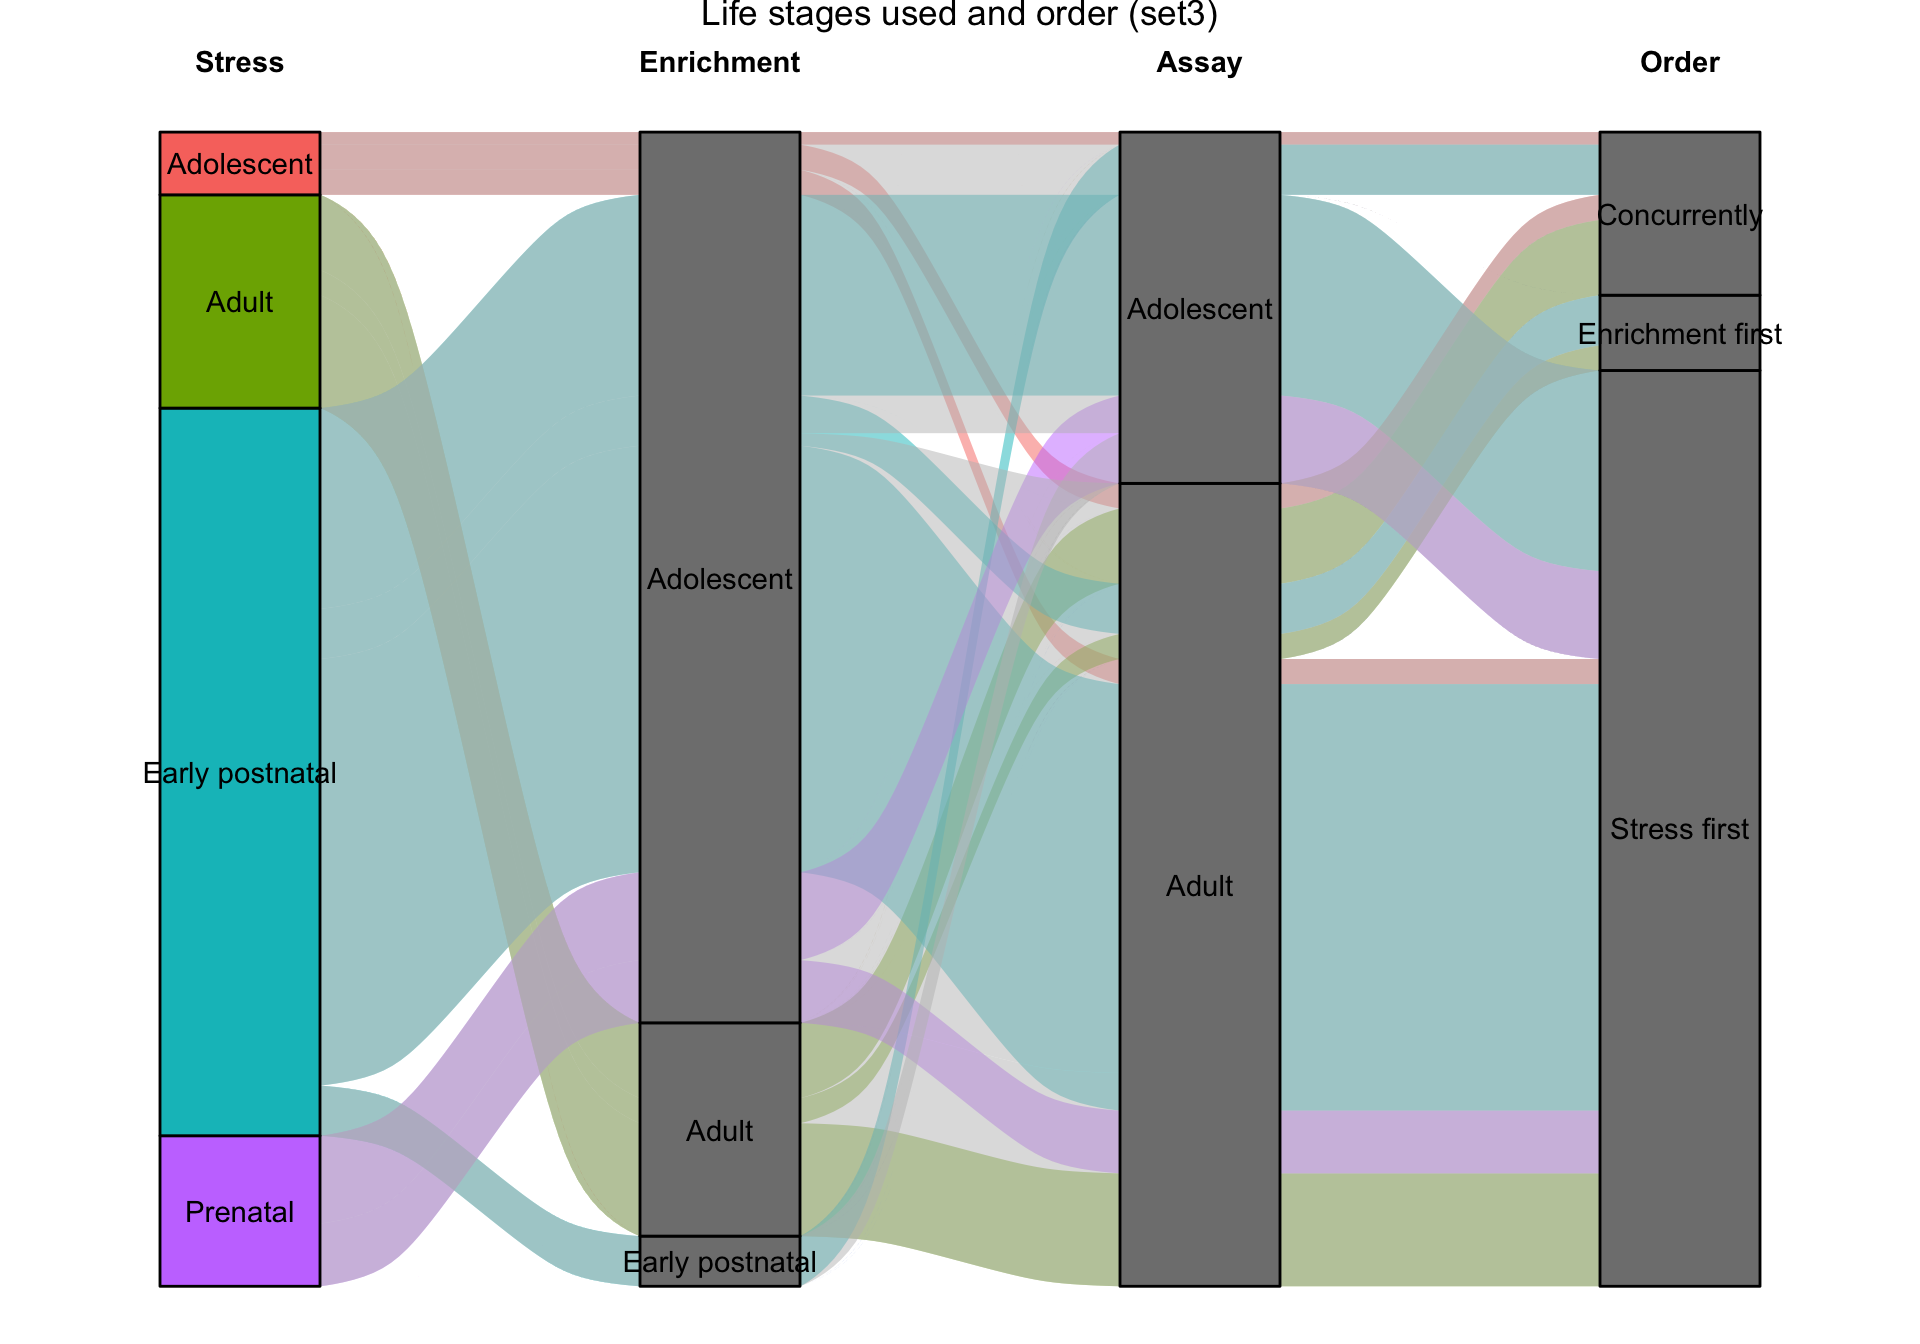 Life stages used and order (set3)
Stress
Enrichment
Assay
Order
Adolescent
Adult
Early postnatal
Prenatal
Adolescent
Adult
Early postnatal
Adolescent
Adult
Concurrently
Enrichment first
Stress first